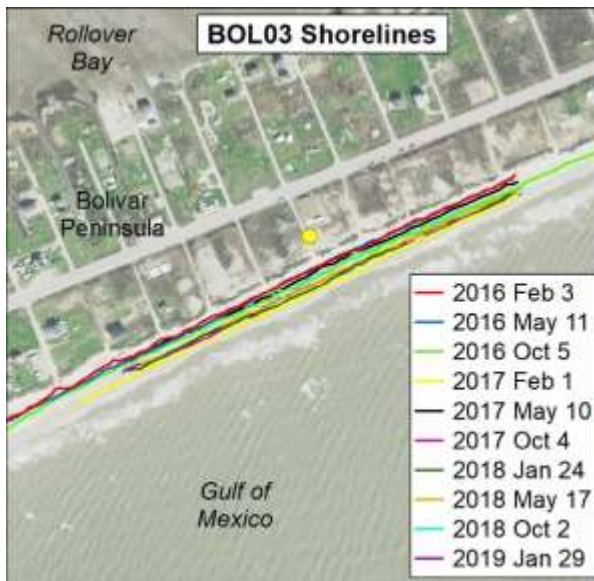 Rollover
Bay
BOL03 Shorelines
Bolivar
Peninsula
2016 Feb 3
2016 May 11
2016 Oct 5
2017 Feb 1
2017 May 10
2017 Oct 4
2018 Jan 24
2018 May 17
2018 Oct 2
2019 Jan 29
Gulf of
Mexico